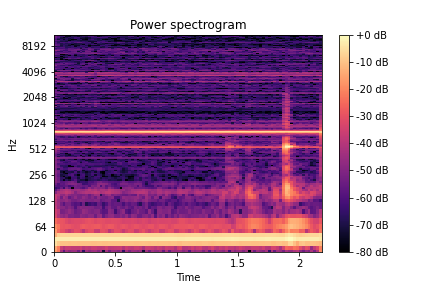 Power spectrogram
Hz
8192
4096
2048
1024
512
256
128
64
0
0
0.5
1
1.5
2
Time
+0 dB
-10 dB
-20 dB
-30 dB
-40 dB
-50 dB
-60 dB
-70 dB
-80 dB